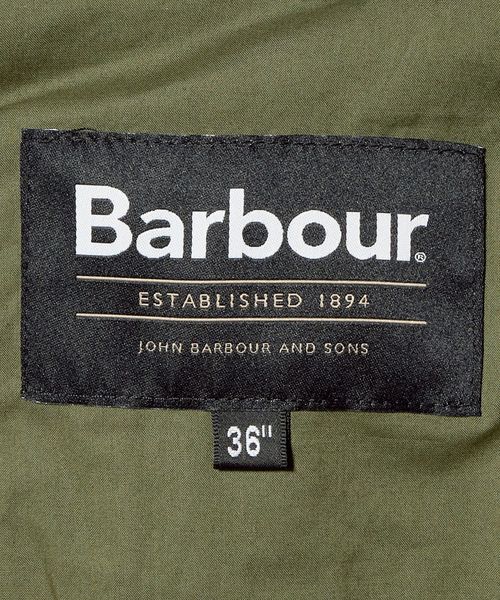 Barbour®
ESTABLISHED 1894
JOHN BARBOUR AND SONS
36"